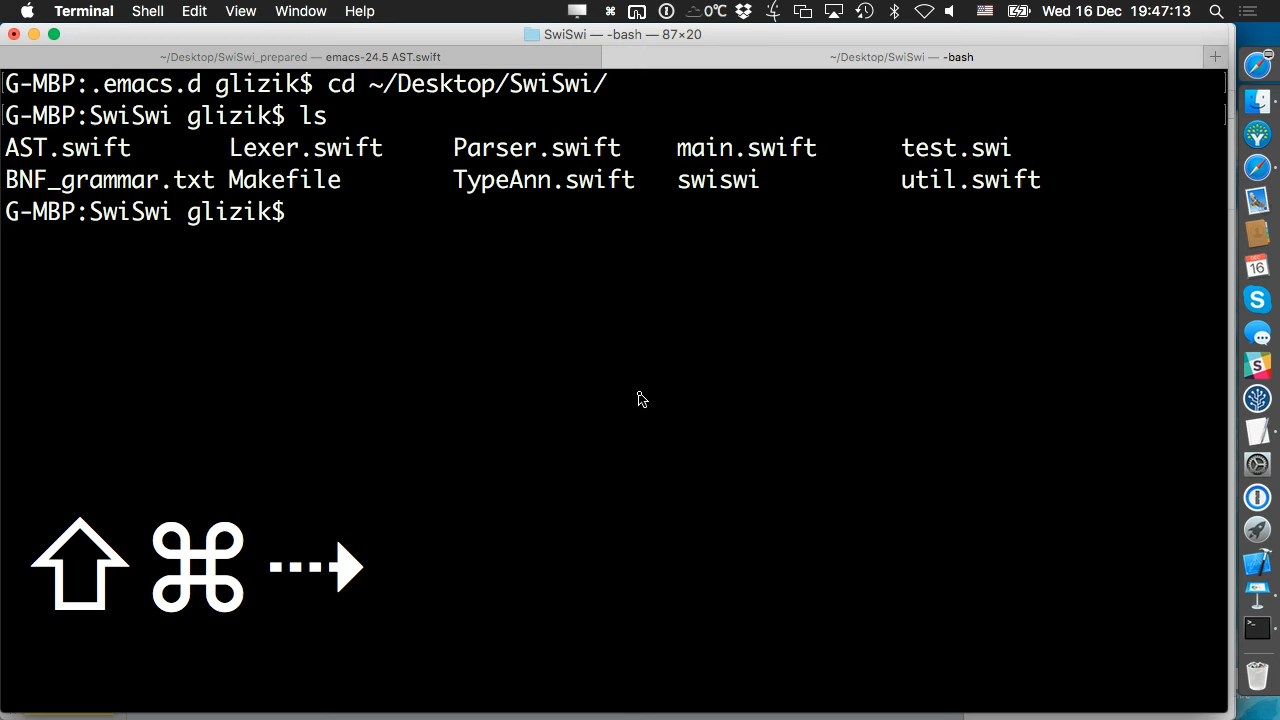 Terminal Shell Edit View Window Help 0°C Wed 16 Dec 19:47:13
SwiSwi — -bash — 87×20
~/Desktop/SwiSwi_prepared — emacs-24.5 AST.swift ~/Desktop/SwiSwi — -bash
G-MBP:.emacs.d glizik$ cd ~/Desktop/SwiSwi/
G-MBP:SwiSwi glizik$ ls
AST.swift Lexer.swift Parser.swift main.swift test.swi
BNF_grammar.txt Makefile TypeAnn.swift swiswi util.swift
G-MBP:SwiSwi glizik$
DEC
16
S